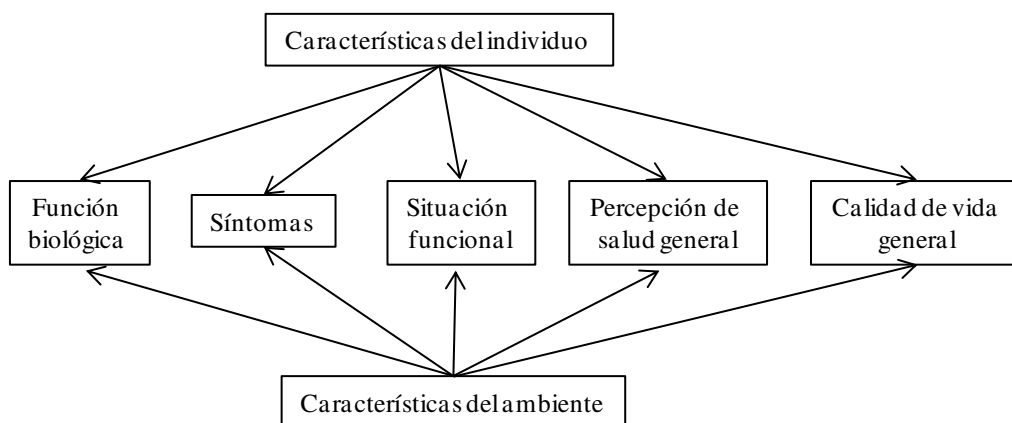 Características del individuo
Función
biológica
Síntomas
Situación
funcional
Percepción de
salud general
Calidad de vida
general
Características del ambiente